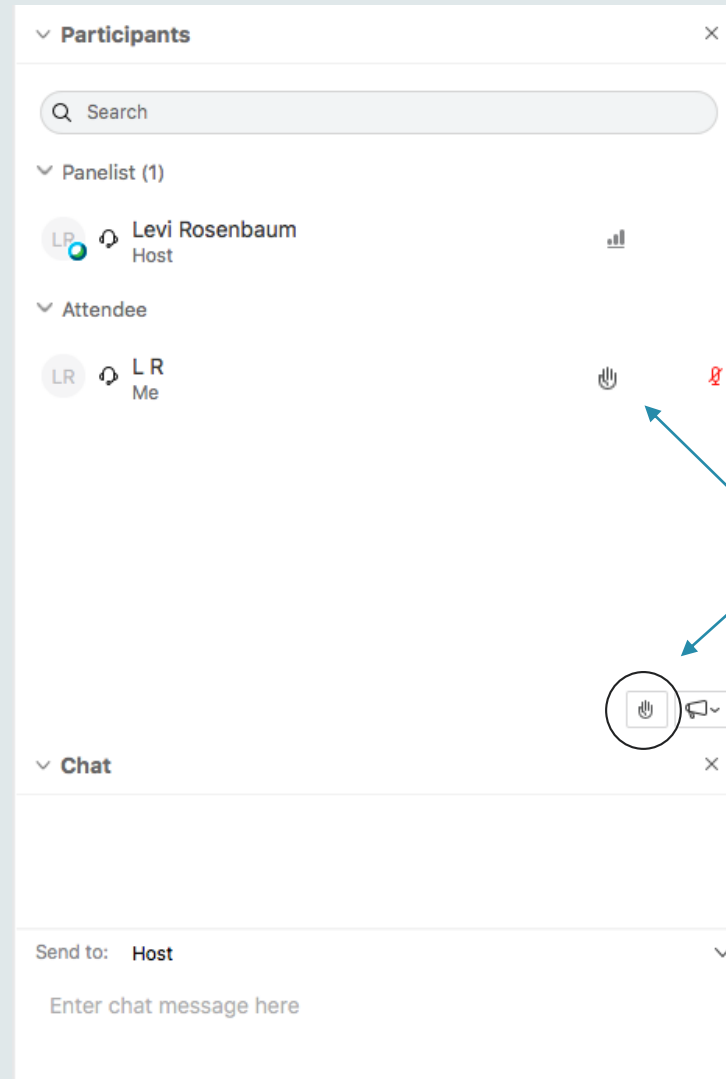 Participants
Search
Panelist (1)
LR
Levi Rosenbaum
Host
Attendee
LR
L R
Me
Chat
Send to: Host
Enter chat message here